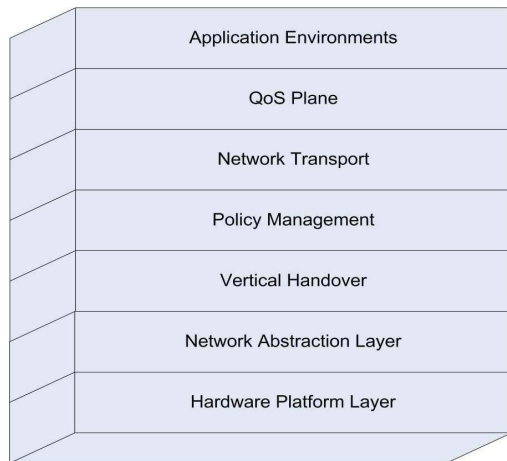 Application Environments
QoS Plane
Network Transport
Policy Management
Vertical Handover
Network Abstraction Layer
Hardware Platform Layer